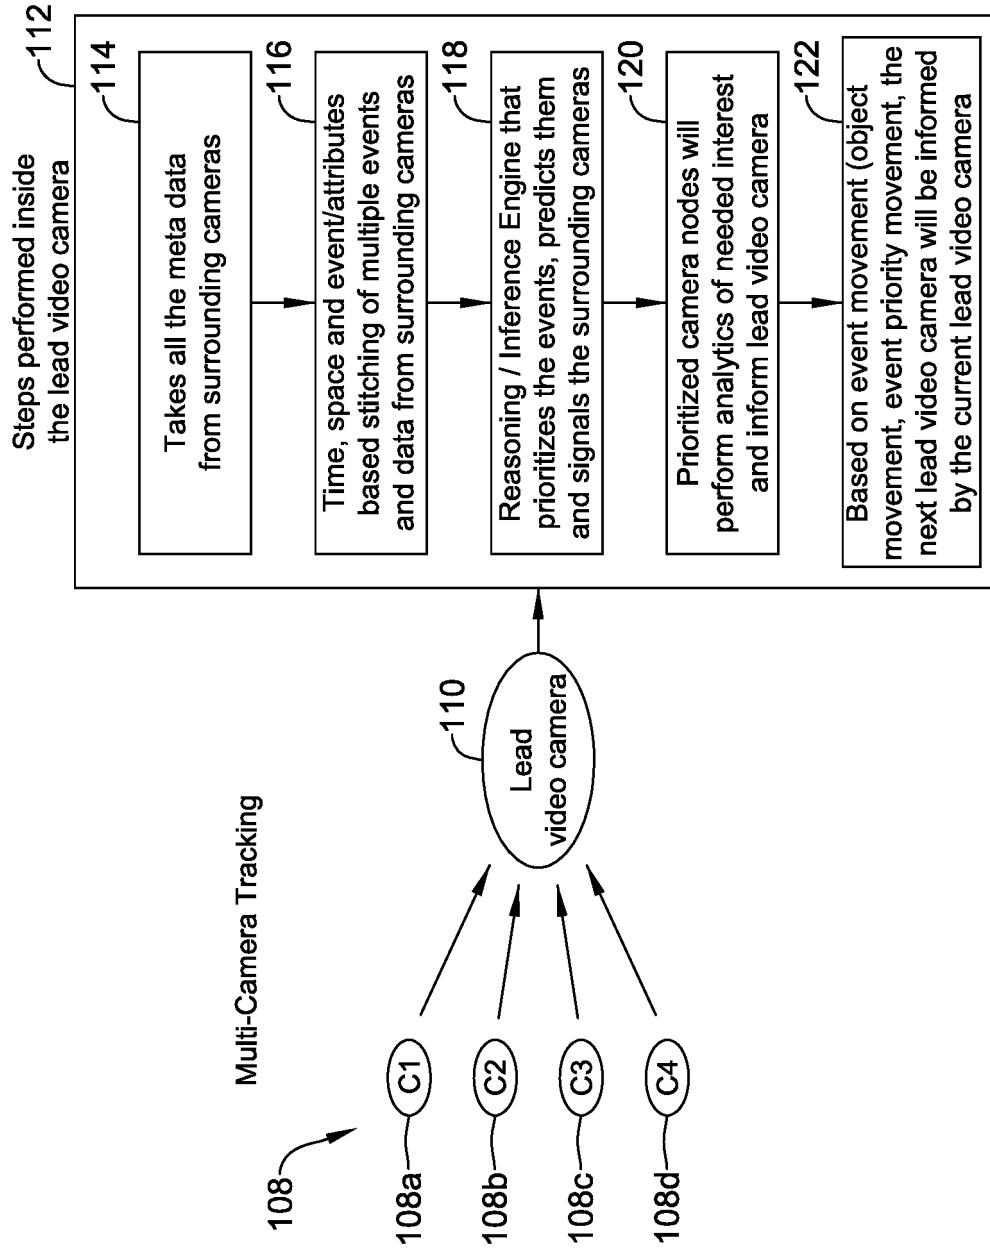 Multi-Camera Tracking
108
108a
C1
108b
C2
108c
C3
108d
C4
110
Lead
video camera
Steps performed inside
the lead video camera
112
114
Takes all the meta data
from surrounding cameras
116
Time, space and event/attributes
based stitching of multiple events
and data from surrounding cameras
118
Reasoning / Inference Engine that
prioritizes the events, predicts them
and signals the surrounding cameras
120
Prioritized camera nodes will
perform analytics of needed interest
and inform lead video camera
122
Based on event movement (object
movement, event priority movement, the
next lead video camera will be informed
by the current lead video camera